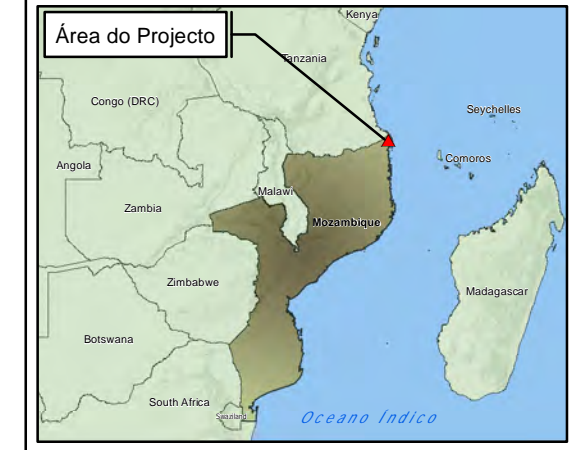 Kenya
Área do Projecto
Tanzania
Congo (DRC)
Seychelles
Comoros
Angola
Malawi
Zambia
Mozambique
Zimbabwe
Madagascar
Botswana
South Africa
Swaziland
Oceano Índico